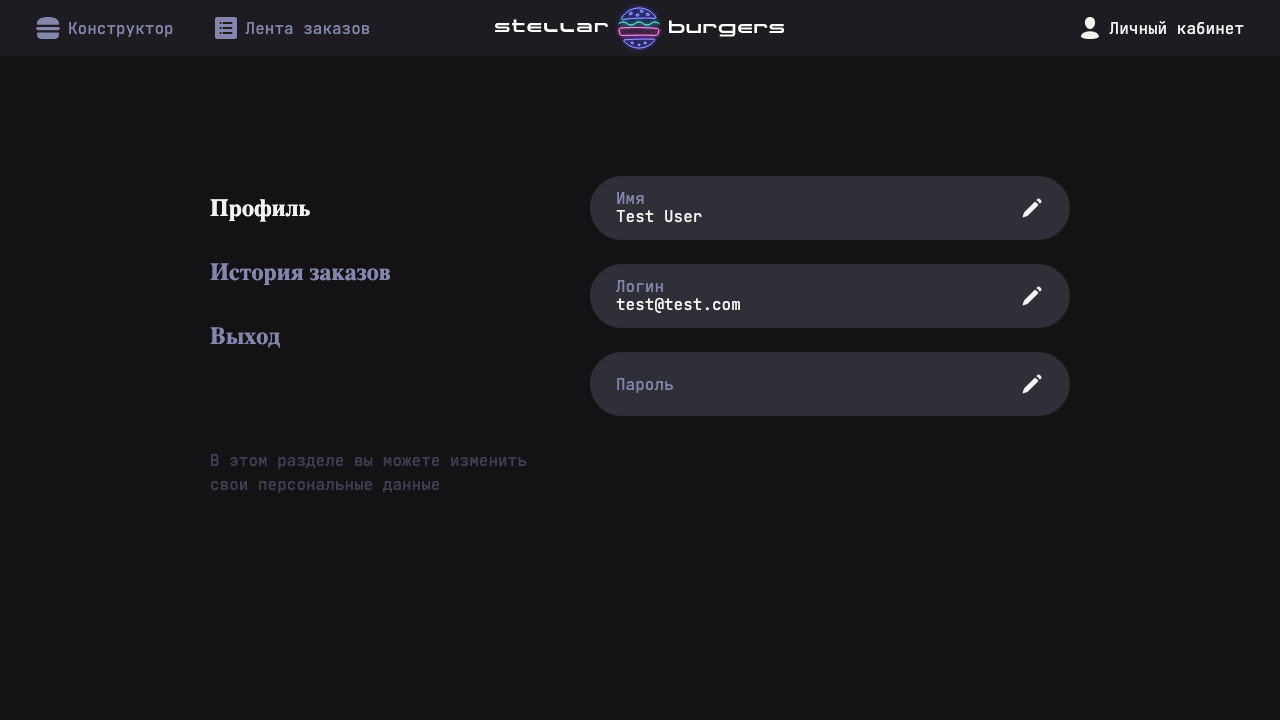 Конструктор
Лента заказов
stellar burgers
Личный кабинет
Профиль
История заказов
Выход
В этом разделе вы можете изменить
свои персональные данные
Имя
Test User
Логин
test@test.com
Пароль